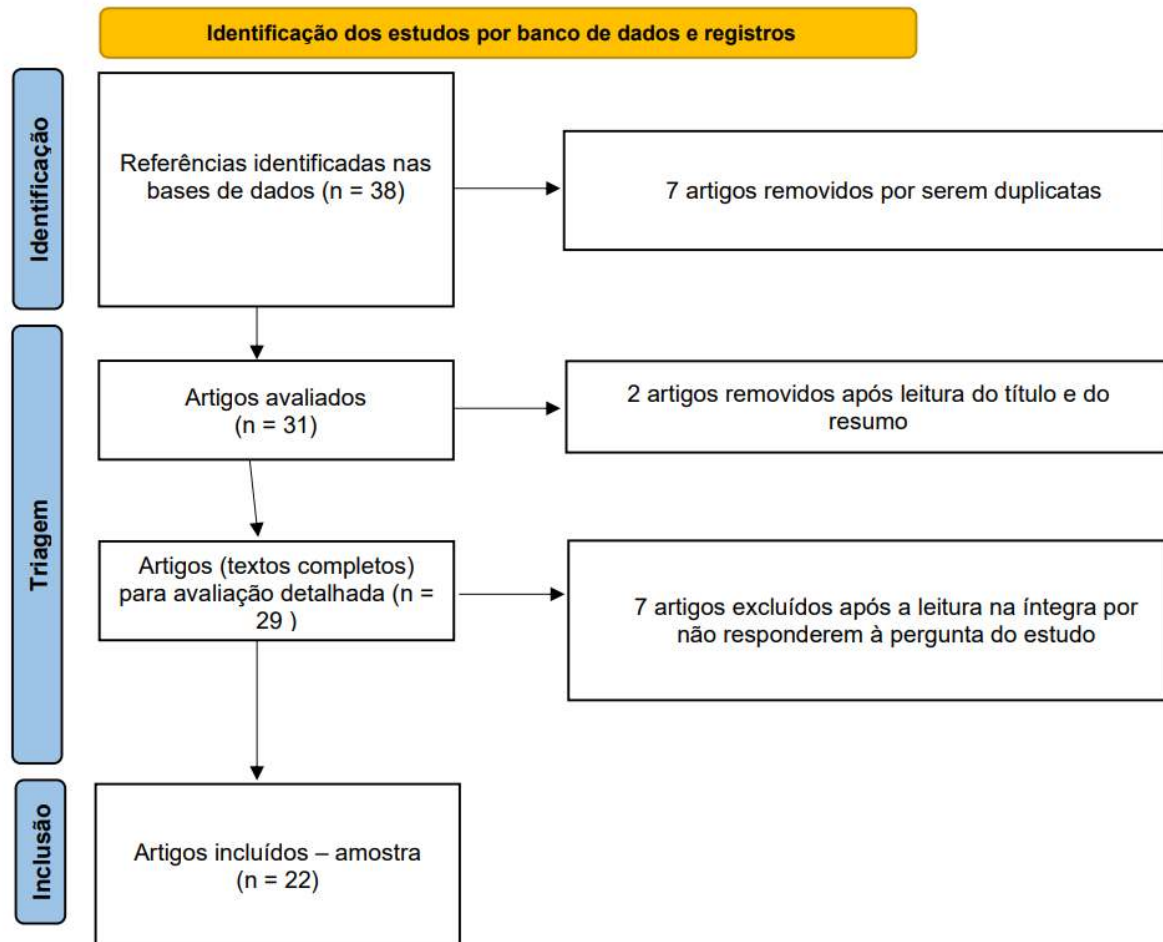 Identificação dos estudos por banco de dados e registros
Identificação
Referências identificadas nas
bases de dados (n = 38)
7 artigos removidos por serem duplicatas
Triagem
Artigos avaliados
(n = 31)
2 artigos removidos após leitura do título e do
resumo
Artigos (textos completos)
para avaliação detalhada (n =
29 )
7 artigos excluídos após a leitura na íntegra por
não responderem à pergunta do estudo
Inclusão
Artigos incluídos – amostra
(n = 22)